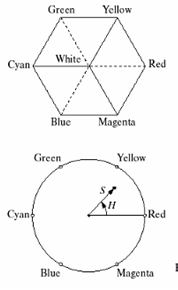 Green Yellow
White
Cyan Red
Blue Magenta
Green Yellow
S
H
Cyan Red
Blue Magenta